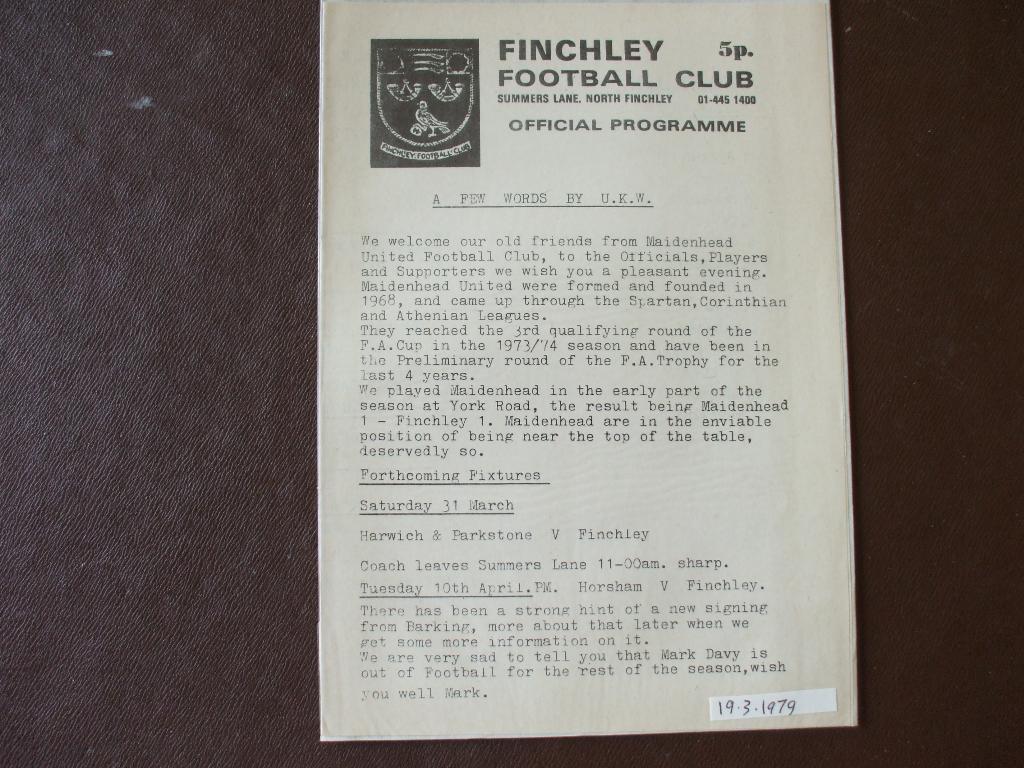 FINCHLEY 5p.
FOOTBALL CLUB
SUMMERS LANE, NORTH FINCHLEY 01-445 1400
OFFICIAL PROGRAMME
FINCHLEY FOOTBALL CLUB
A FEW WORDS BY U.K.W.
We welcome our old friends from Maidenhead
United Football Club, to the Officials,Players
and Supporters we wish you a pleasant evening.
Maidenhead United were formed and founded in
1968, and came up through the Spartan,Corinthian
and Athenian Leagues.
They reached the 3rd qualifying round of the
F.A.Cup in the 1973/74 season and have been in
the Preliminary round of the F.A.Trophy for the
last 4 years.
We played Maidenhead in the early part of the
season at York Road, the result being Maidenhead
1 - Finchley 1. Maidenhead are in the enviable
position of being near the top of the table,
deservedly so.
Forthcoming Fixtures
Saturday 31 March
Harwich & Parkstone V Finchley
Coach leaves Summers Lane 11-00am. sharp.
Tuesday 10th April.PM. Horsham V Finchley.
There has been a strong hint of a new signing
from Barking, more about that later when we
get some more information on it.
We are very sad to tell you that Mark Davy is
out of Football for the rest of the season,wish
you well Mark.
19.3.1979